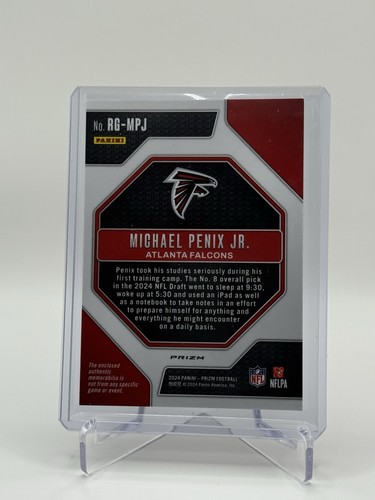 No. RG-MPJ
PANINI
MICHAEL PENIX JR.
ATLANTA FALCONS
Penix took his studies seriously during his
first training camp. The No. 8 overall pick
in the 2024 NFL Draft went to sleep at 9:30,
woke up at 5:30 and used an iPad as well
as a notebook to take notes in an effort
to prepare himself for anything and
everything he might encounter
on a daily basis.
PRIZM
The enclosed
authentic
memorabilia is
not from any specific
game or event.
2024 PANINI - PRIZM FOOTBALL
© 2024 Panini America, Inc.
NFL
NFLPA